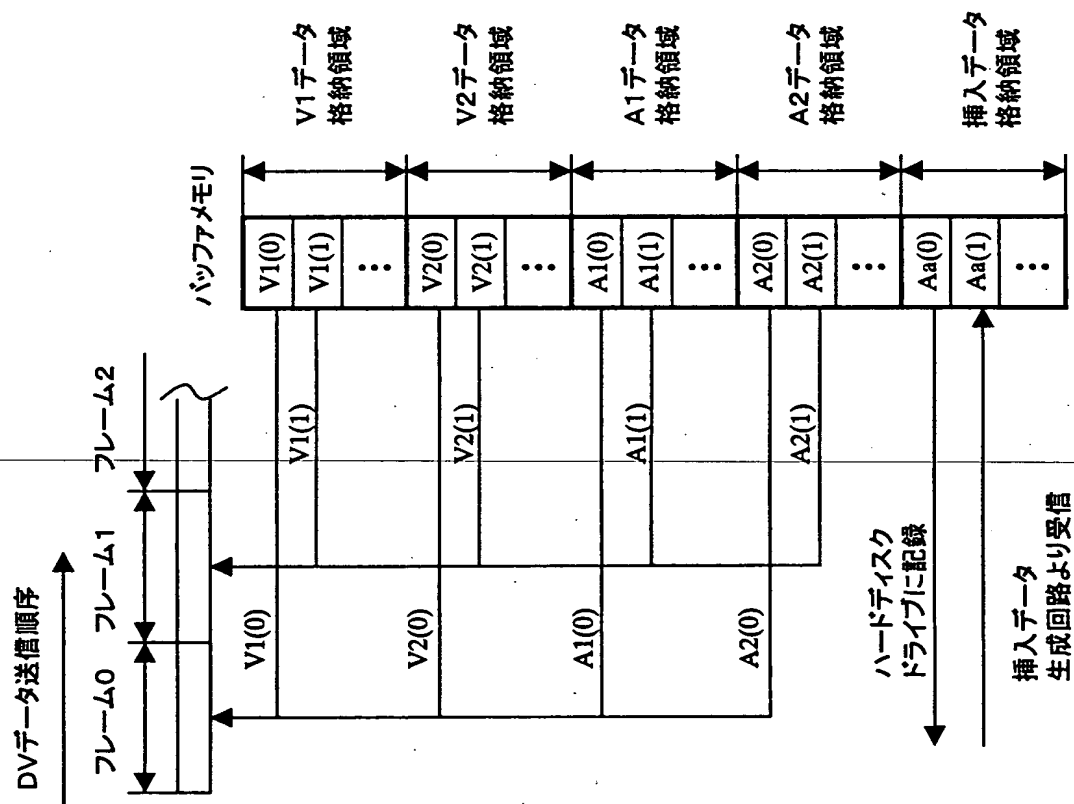 DVデータ送信順序
フレーム0
フレーム1
フレーム2
バッファメモリ
V1(0)
V1(1)
V2(0)
V2(1)
A1(0)
A1(1)
A2(0)
A2(1)
V1(0)
V1(1)
…
V2(0)
V2(1)
…
A1(0)
A1(1)
…
A2(0)
A2(1)
…
Aa(0)
Aa(1)
…
V1データ
格納領域
V2データ
格納領域
A1データ
格納領域
A2データ
格納領域
挿入データ
格納領域
ハードディスク
ドライブに記録
挿入データ
生成回路より受信